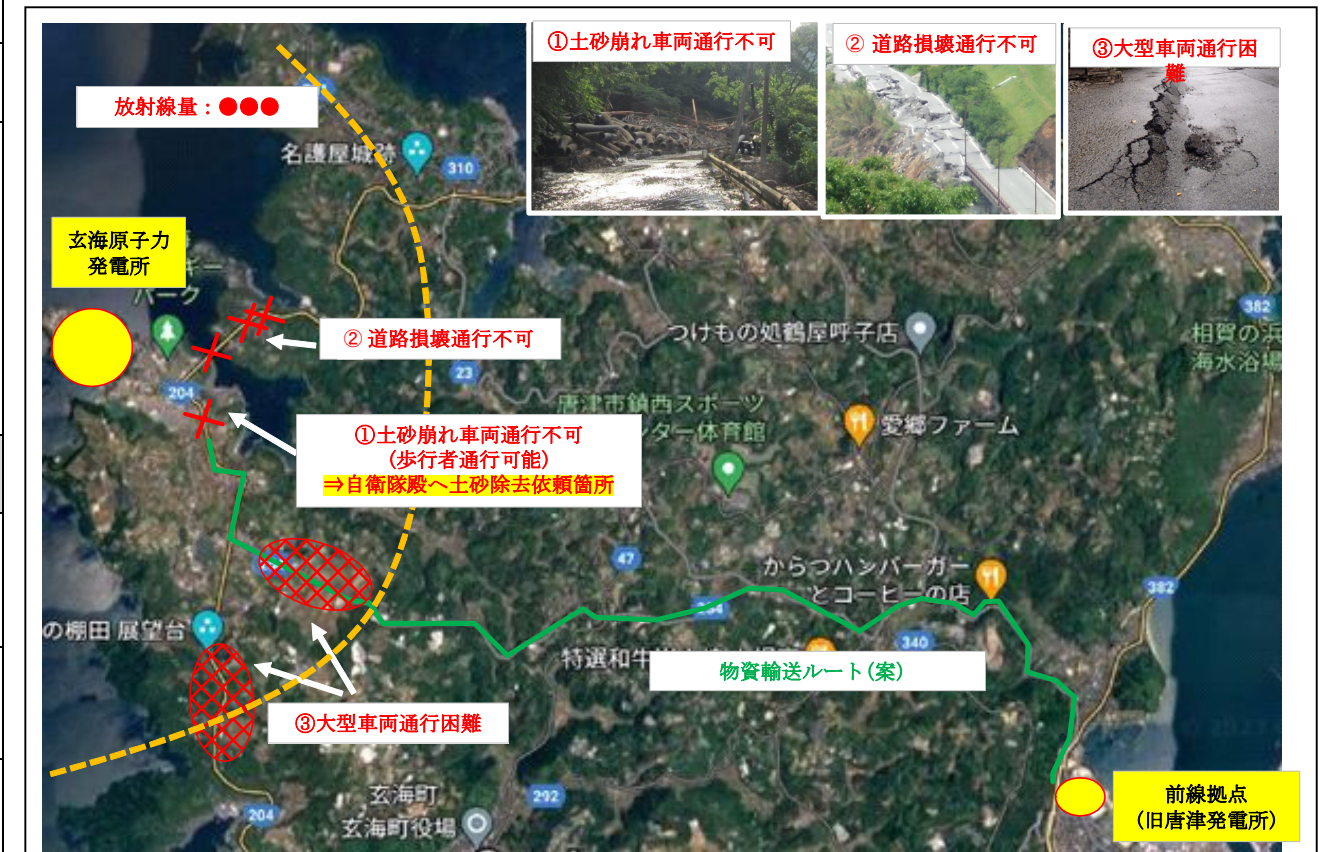 ①土砂崩れ車両通行不可
② 道路損壊通行不可
③大型車両通行困
難
放射線量：●●●
名護屋城跡
310
玄海原子力
発電所
パーク
382
相賀の浜
海水浴場
② 道路損壊通行不可
つけもの処鶴屋呼子店
23
204
唐津市鎮西スポーツ
ンター体育館
愛郷ファーム
①土砂崩れ車両通行不可
(歩行者通行可能)
⇒自衛隊殿へ土砂除去依頼箇所
47
からつハンバーガー
とコーヒーの店
382
204
340
の棚田 展望台
特選和牛
物資輸送ルート(案)
③大型車両通行困難
玄海町
玄海町役場
292
204
前線拠点
(旧唐津発電所)